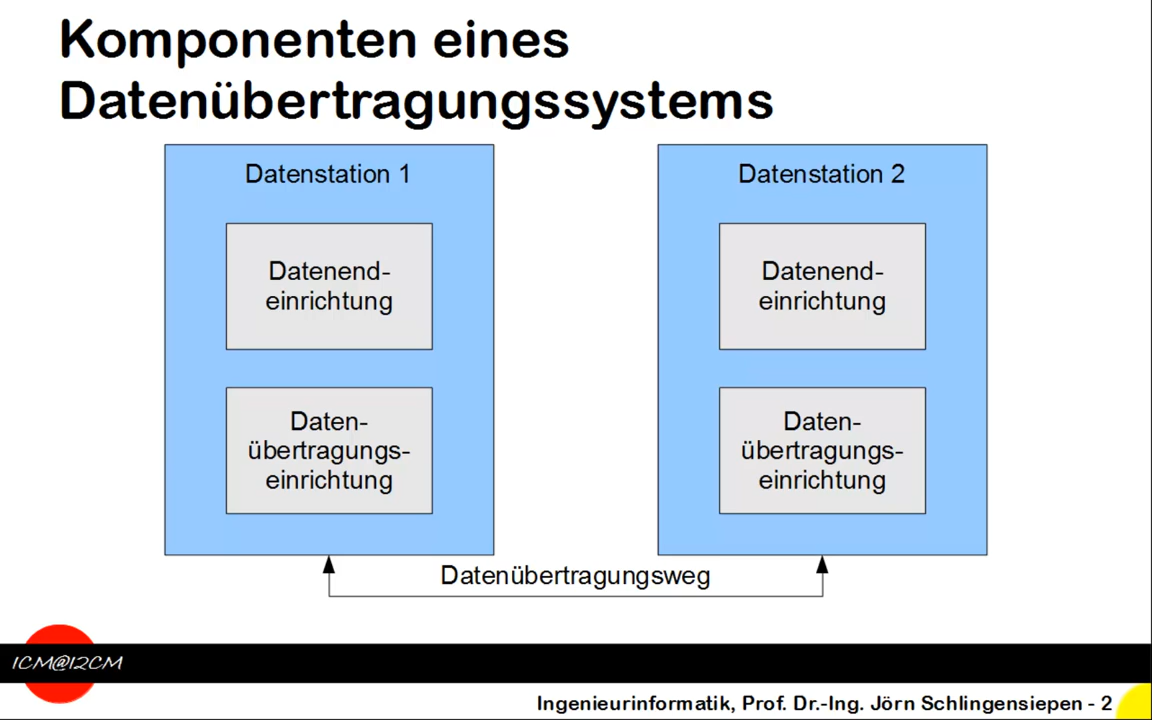 Komponenten eines
Datenübertragungssystems
Datenstation 1
Datenend-
einrichtung
Daten-
übertragungs-
einrichtung
Datenstation 2
Datenend-
einrichtung
Daten-
übertragungs-
einrichtung
Datenübertragungsweg
ICM@I2CM
Ingenieurinformatik, Prof. Dr.-Ing. Jörn Schlingensiepen - 2